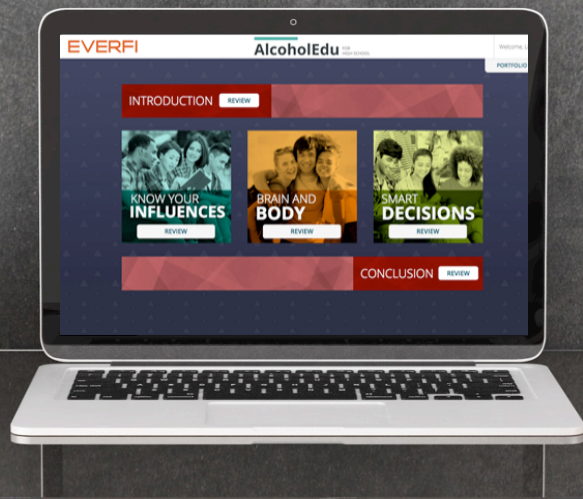 EVERFI
AlcoholEdu FOR
HIGH SCHOOL
Welcome, L
PORTFOLIO
INTRODUCTION REVIEW
KNOW YOUR
INFLUENCES
REVIEW
BRAIN AND
BODY
REVIEW
SMART
DECISIONS
REVIEW
CONCLUSION REVIEW